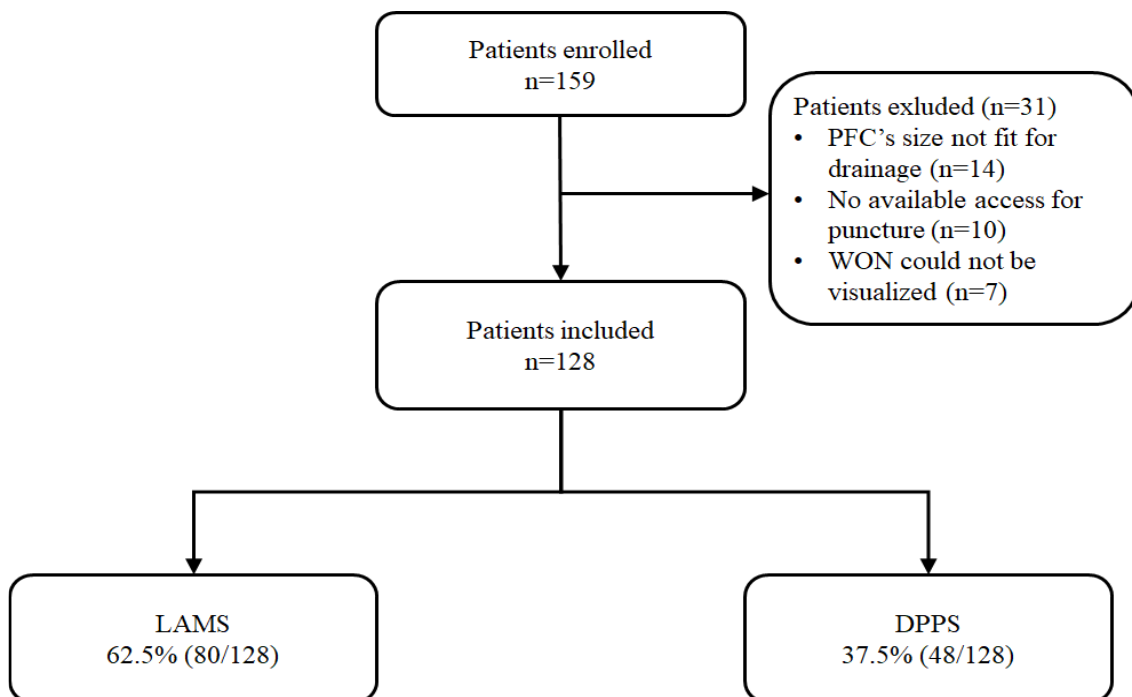 Patients enrolled
n=159
Patients exluded (n=31)
• PFC's size not fit for
drainage (n=14)
• No available access for
puncture (n=10)
• WON could not be
visualized (n=7)
Patients included
n=128
LAMS
62.5% (80/128)
DPPS
37.5% (48/128)